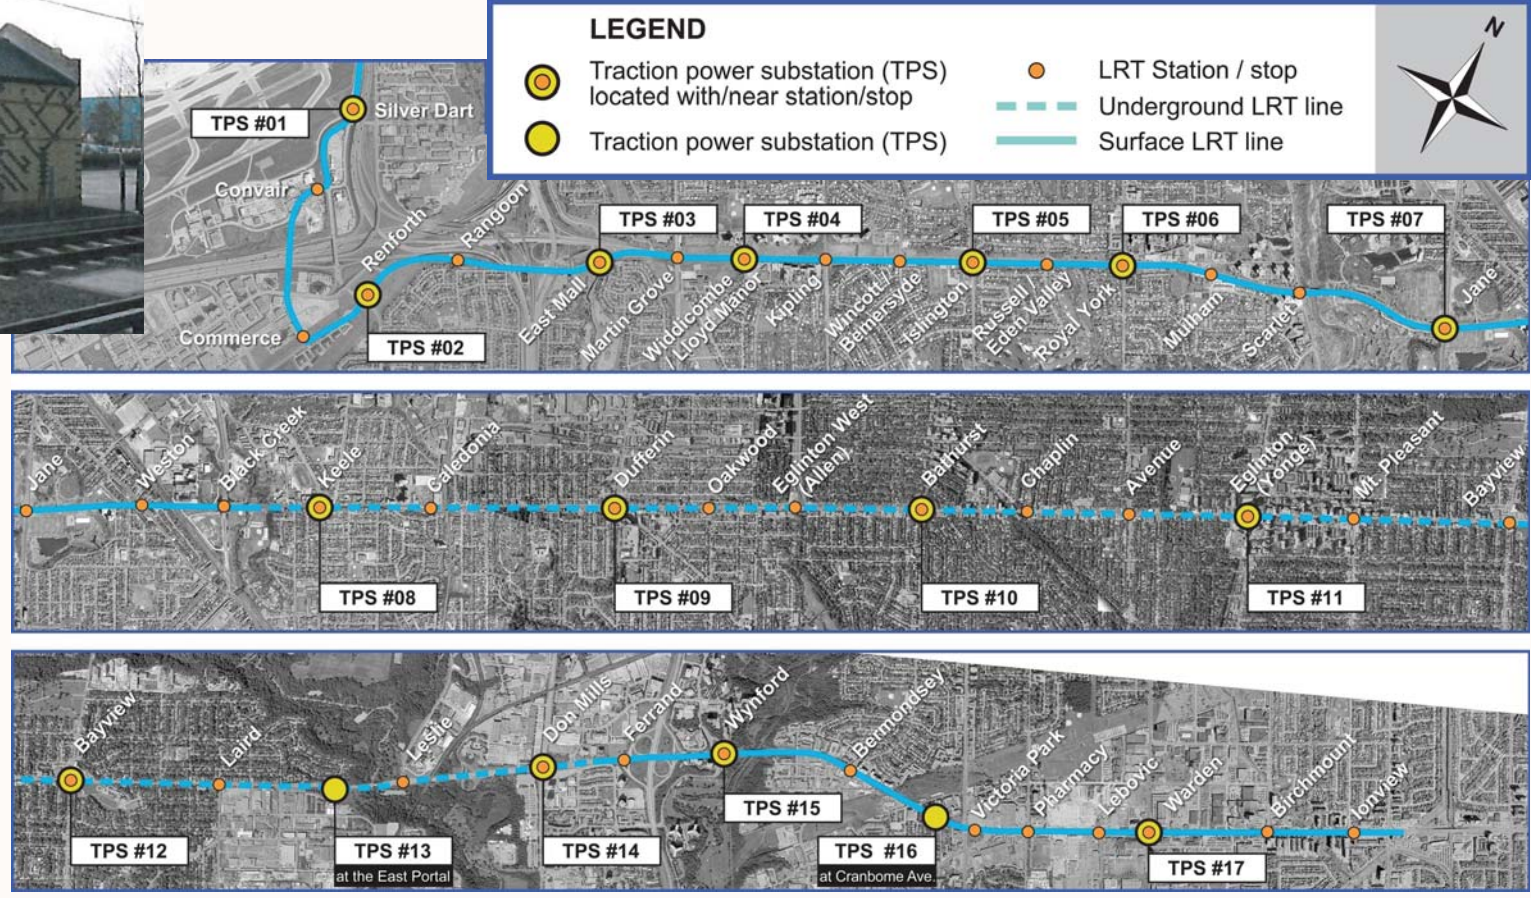 LEGEND
N
Traction power substation (TPS)
located with/near station/stop
Traction power substation (TPS)
LRT Station / stop
Underground LRT line
Surface LRT line
TPS #01
Silver Dart
Convair
Commerce
Renforth
TPS #02
Rangoon
East Mall
TPS #03
Martin Grove
Widdicombe
/ Lloyd Manor
TPS #04
Kipling
Wincott /
Bemersyde
Islington
TPS #05
Russell /
Eden Valley
Royal York
TPS #06
Mulham
Scarlett
TPS #07
Jane
Jane
Weston
Black Creek
Keele
TPS #08
Caledonia
Dufferin
TPS #09
Oakwood
Eglinton West
(Allen)
Bathurst
TPS #10
Chaplin
Avenue
Eglinton
(Yonge)
TPS #11
Mt. Pleasant
Bayview
Bayview
TPS #12
Laird
TPS #13
at the East Portal
Leslie
Don Mills
TPS #14
Ferrand
Wynford
TPS #15
Bermondsey
TPS #16
at Cranborne Ave.
Victoria Park
Pharmacy
Lebovic
Warden
TPS #17
Birchmount
Ionview